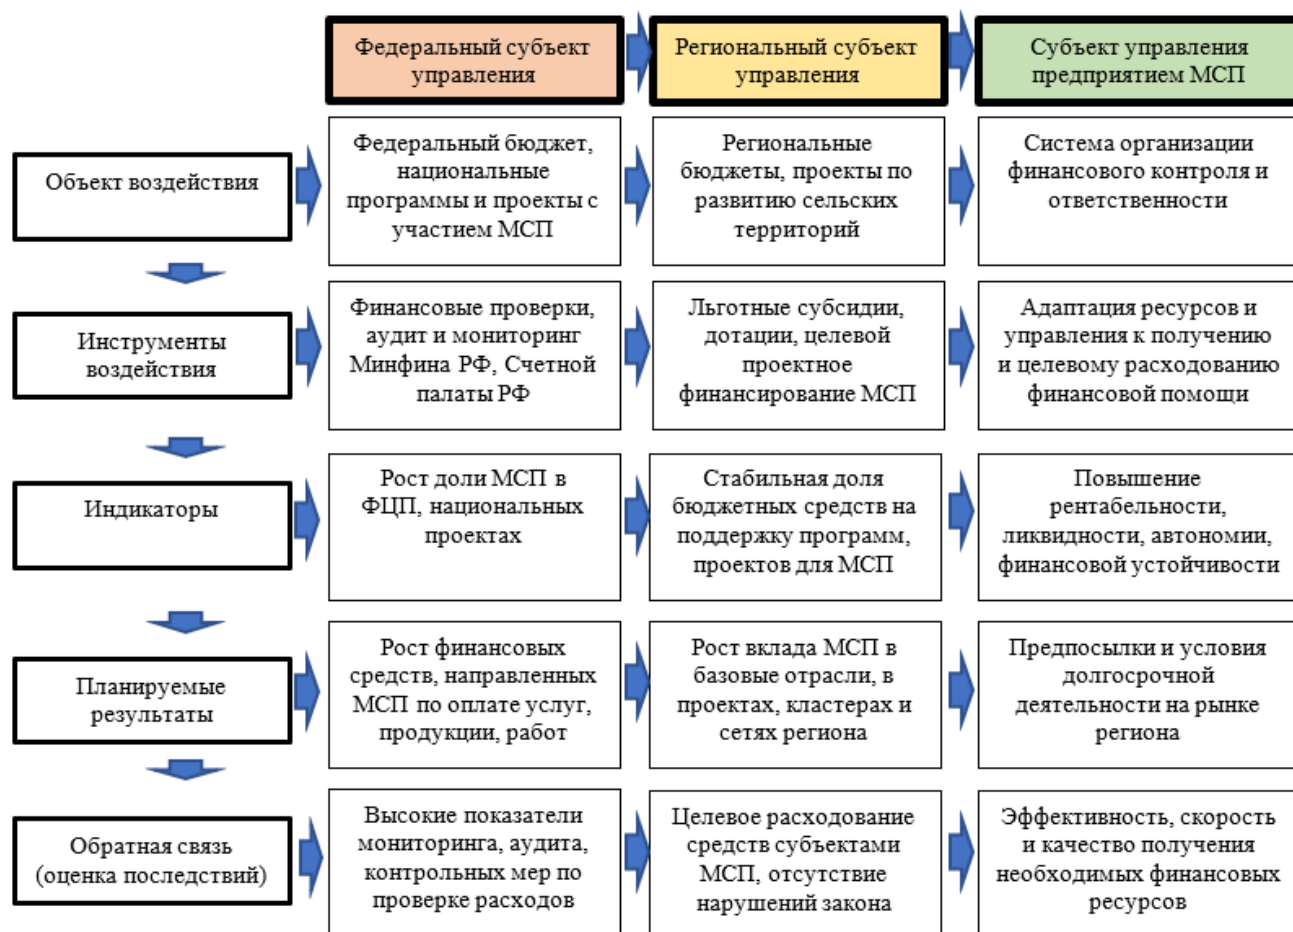 Федеральный субъект
управления
Региональный субъект
управления
Субъект управления
предприятием МСП
Объект воздействия
Федеральный бюджет,
национальные
программы и проекты с
участием МСП
Региональные
бюджеты, проекты по
развитию сельских
территорий
Система организации
финансового контроля и
ответственности
Инструменты
воздействия
Финансовые проверки,
аудит и мониторинг
Минфина РФ, Счетной
палаты РФ
Льготные субсидии,
дотации, целевой
проектное
финансирование МСП
Адаптация ресурсов и
управления к получению
и целевому расходованию
финансовой помощи
Индикаторы
Рост доли МСП в
ФЦП, национальных
проектах
Стабильная доля
бюджетных средств на
поддержку программ,
проектов для МСП
Повышение
рентабельности,
ликвидности, автономии,
финансовой устойчивости
Планируемые
результаты
Рост финансовых
средств, направленных
МСП по оплате услуг,
продукции, работ
Рост вклада МСП в
базовые отрасли, в
проектах, кластерах и
сетях региона
Предпосылки и условия
долгосрочной
деятельности на рынке
региона
Обратная связь
(оценка последствий)
Высокие показатели
мониторинга, аудита,
контрольных мер по
проверке расходов
Целевое расходование
средств субъектами
МСП, отсутствие
нарушений закона
Эффективность, скорость
и качество получения
необходимых финансовых
ресурсов